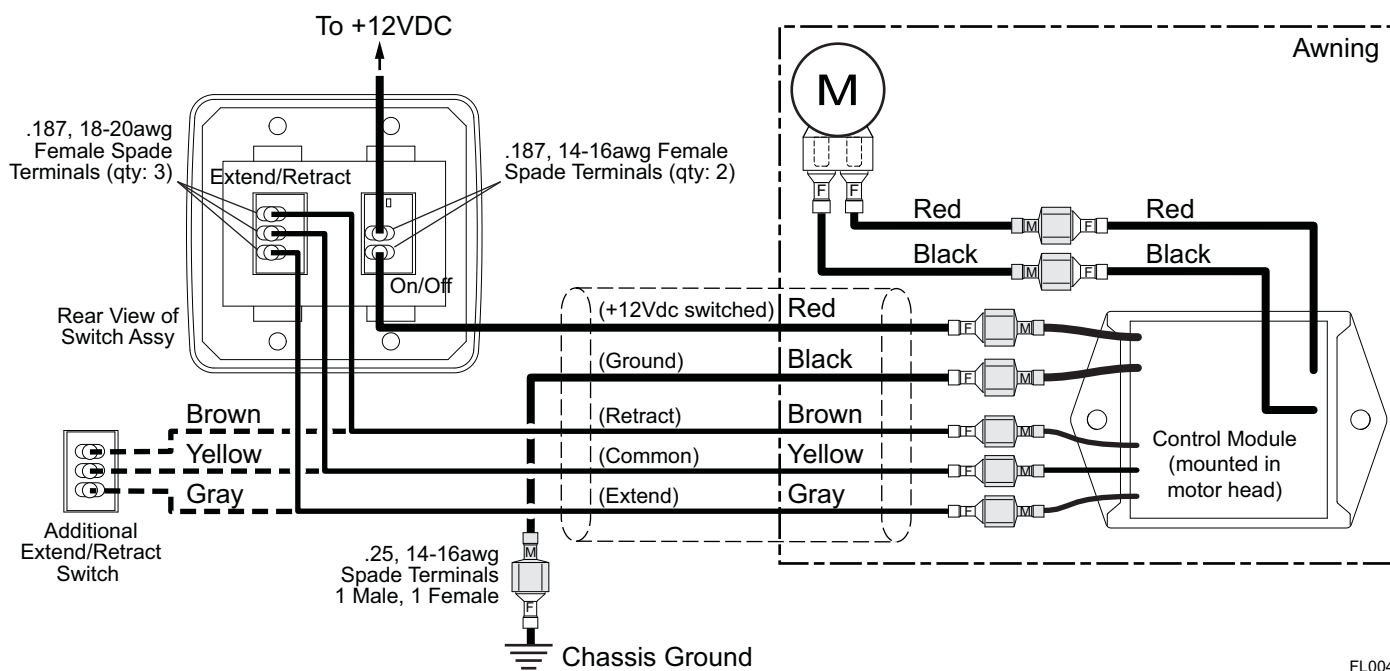 To +12VDC
Awning
M
.187, 18-20awg
Female Spade
Terminals (qty: 3)
.187, 14-16awg Female
Spade Terminals (qty: 2)
Extend/Retract
On/Off
Rear View of
Switch Assy
F
F
Red
M
F
Red
Black
M
F
Black
(+12Vdc switched)
Red
F
M
(Ground)
Black
F
M
Brown
(Retract)
Brown
F
M
Yellow
(Common)
Yellow
F
M
Gray
(Extend)
Gray
F
M
Control Module
(mounted in
motor head)
Additional
Extend/Retract
Switch
.25, 14-16awg
Spade Terminals
1 Male, 1 Female
M
F
Chassis Ground
FL004